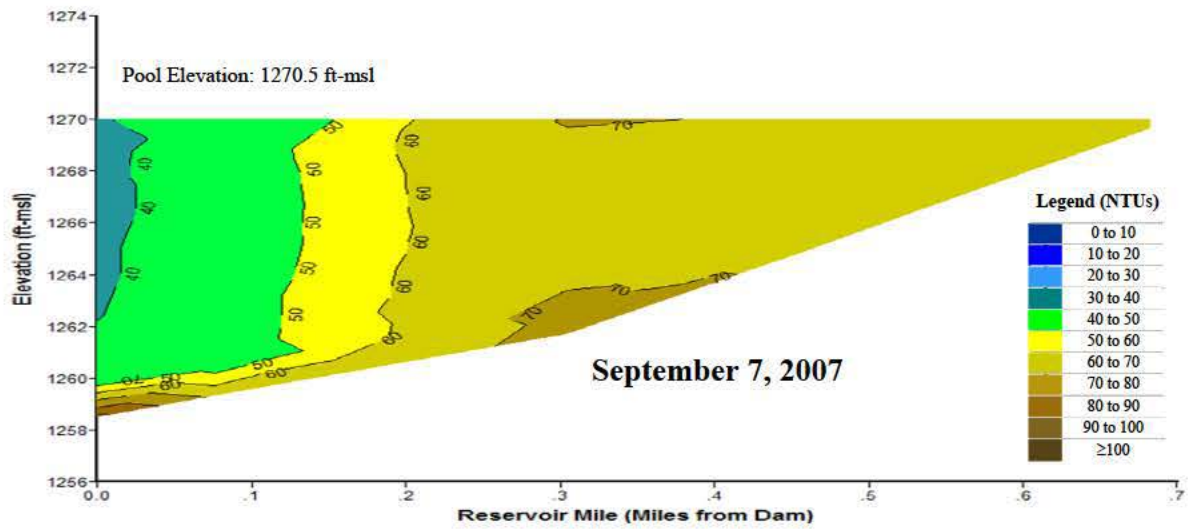 1274
1272
1270
1268
1266
1264
1262
1260
1258
1256
Elevation (ft-msl)
Pool Elevation: 1270.5 ft-msl
50
60
70
40
50
60
40
60
50
60
40
50
60
70
70
50
70
60
50
70
50
60
60
September 7, 2007
Legend (NTUs)
0 to 10
10 to 20
20 to 30
30 to 40
40 to 50
50 to 60
60 to 70
70 to 80
80 to 90
90 to 100
≥100
0.0 .1 .2 .3 .4 .5 .6 .7
Reservoir Mile (Miles from Dam)